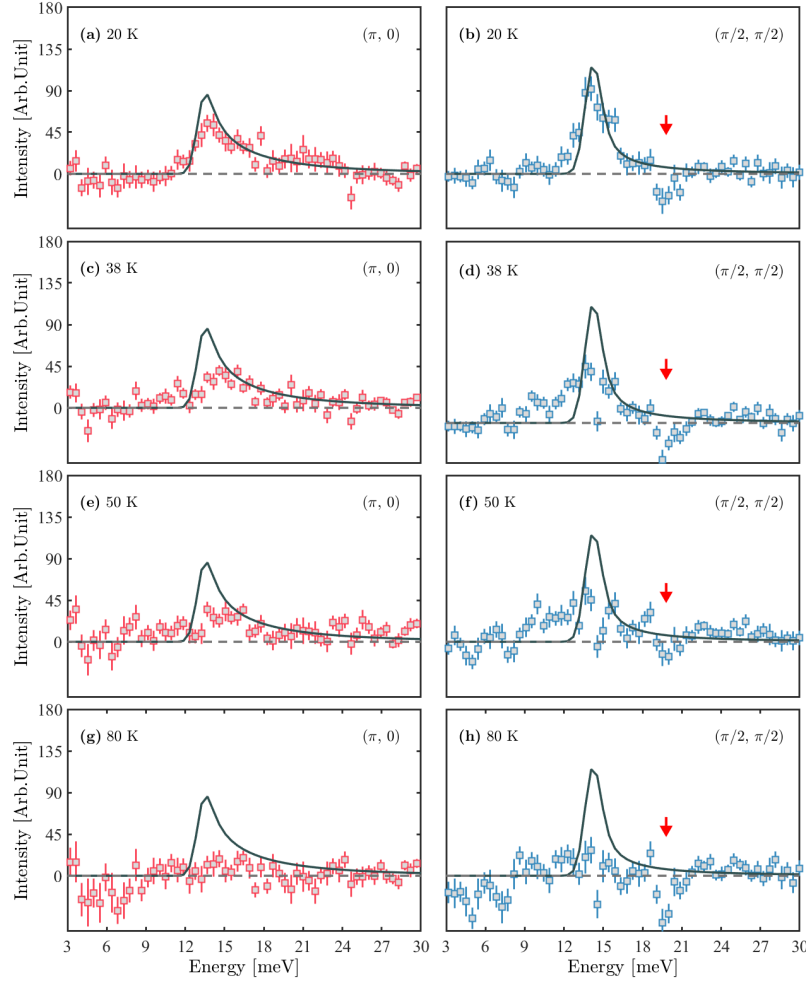 180
135
90
45
0
Intensity [Arb.Unit]
(a) 20 K
(π, 0)
(b) 20 K
(π/2, π/2)
180
135
90
45
0
Intensity [Arb.Unit]
(c) 38 K
(π, 0)
(d) 38 K
(π/2, π/2)
180
135
90
45
0
Intensity [Arb.Unit]
(e) 50 K
(π, 0)
(f) 50 K
(π/2, π/2)
180
135
90
45
0
Intensity [Arb.Unit]
(g) 80 K
(π, 0)
(h) 80 K
(π/2, π/2)
3 6 9 12 15 18 21 24 27 30
3 6 9 12 15 18 21 24 27 30
Energy [meV]
Energy [meV]